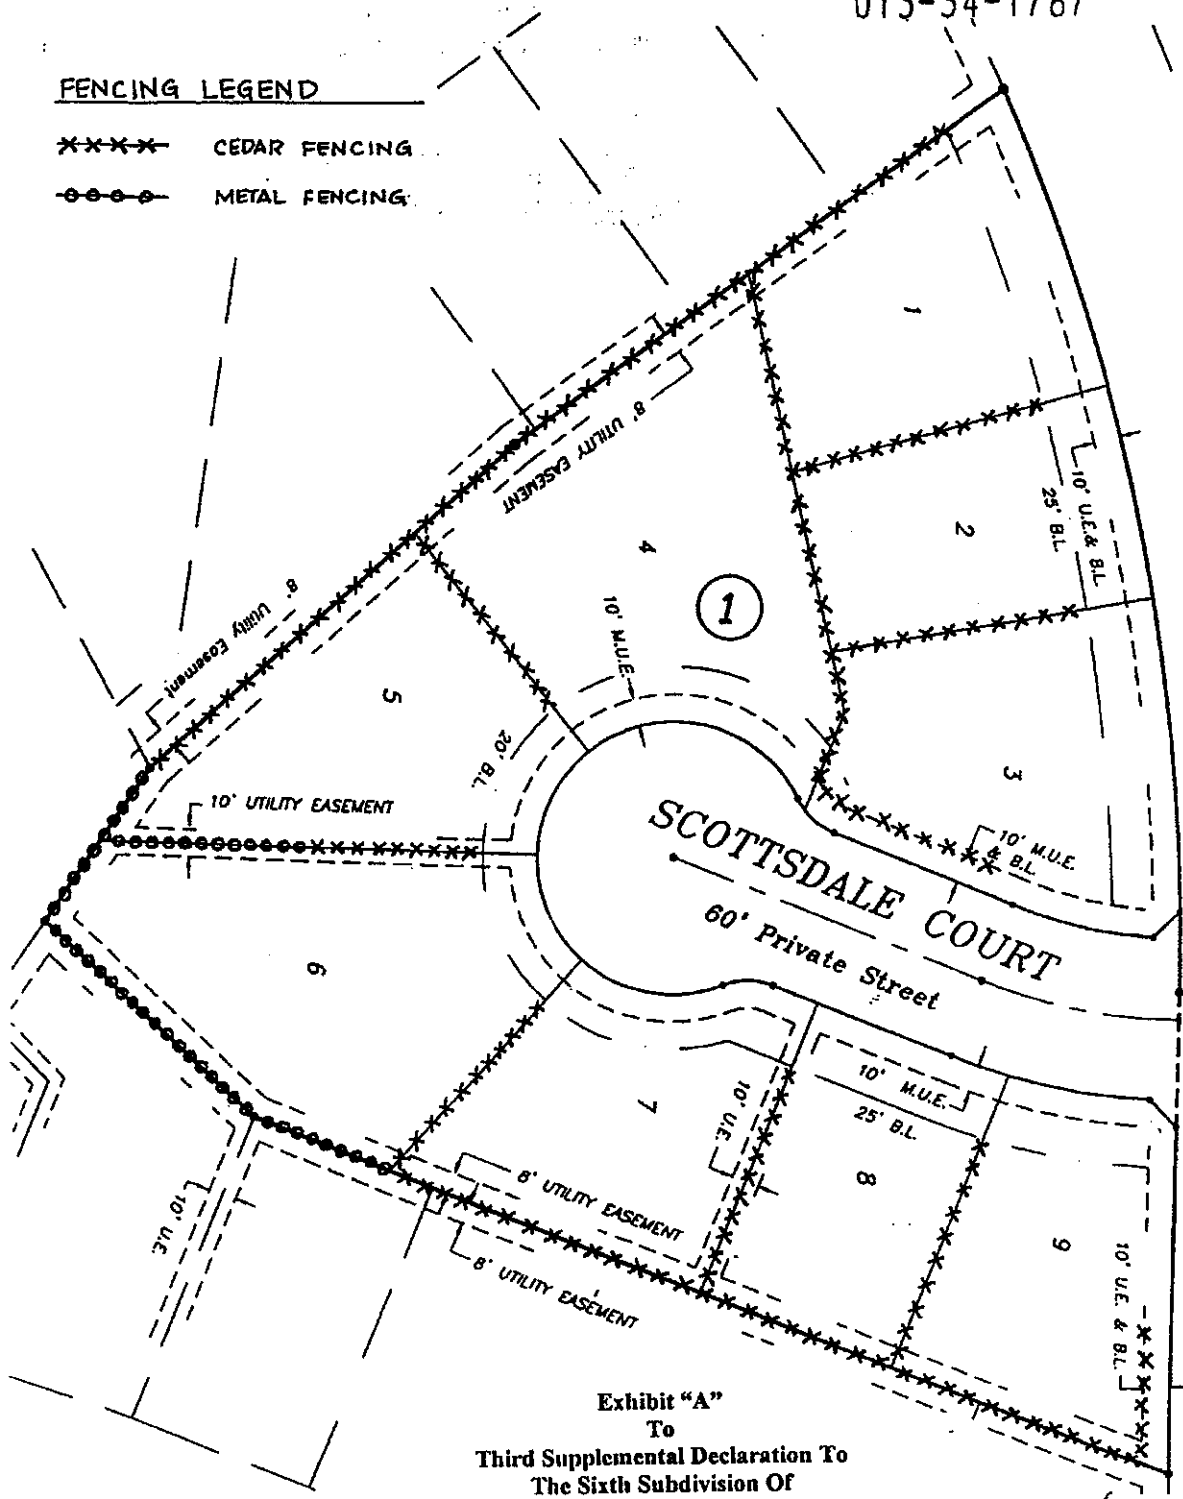 015-54-1787
FENCING LEGEND
CEDAR FENCING
METAL FENCING
1
8' UTILITY EASEMENT
10' U.E.& B.L.
25' B.L.
2
4
1
10' M.U.E.
8' Utility Easement
5
20' B.L.
3
10' UTILITY EASEMENT
SCOTTSDALE COURT
10' M.U.E.
& B.L.
60' Private Street
6
7
10' U.E.
10' M.U.E.
25' B.L.
8
9
8' UTILITY EASEMENT
10' U.E.
8' UTILITY EASEMENT
10' U.E. & B.L.
Exhibit “A”
To
Third Supplemental Declaration To
The Sixth Subdivision Of